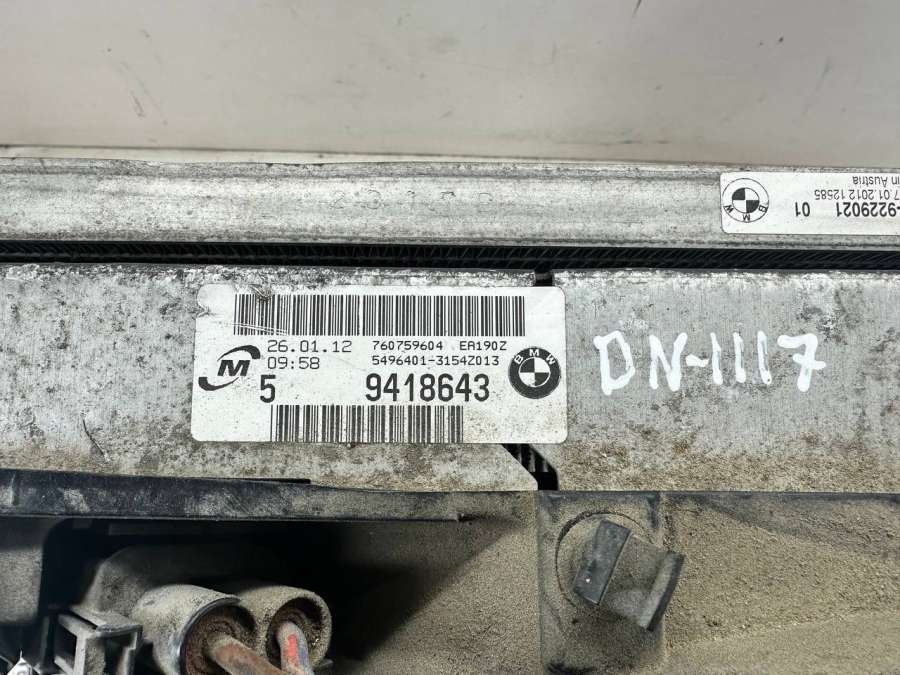 in Austria
7.01.2012 12585
-9229021 01
BMW
26.01.12 760759604 EA190Z
09:58 5496401-3154Z013
M
5 9418643
BMW
DN-1117